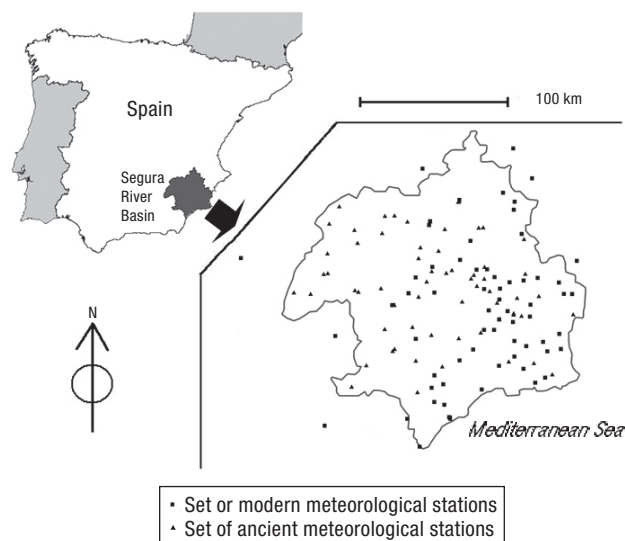 Spain
100 km
Segura
River
Basin
N
Mediterranean Sea
Set or modern meteorological stations
Set of ancient meteorological stations